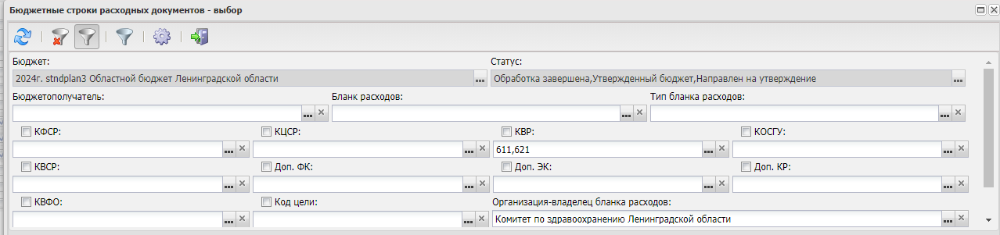 Бюджетные строки расходных документов - выбор
Бюджет: Статус:
2024г. stndplan3 Областной бюджет Ленинградской области ... Обработка завершена,Утвержденный бюджет,Направлен на утверждение ...
Бюджетополучатель: Бланк расходов: Тип бланка расходов:
КФСР: КЦСР: КВР: КОСГУ:
611,621
КВСР: Доп. ФК: Доп. ЭК: Доп. КР:
КВФО: Код цели: Организация-владелец бланка расходов:
Комитет по здравоохранению Ленинградской области